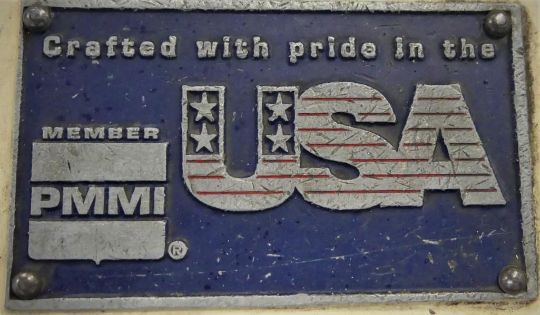 Crafted with pride in the
USA
MEMBER
PMMI
®